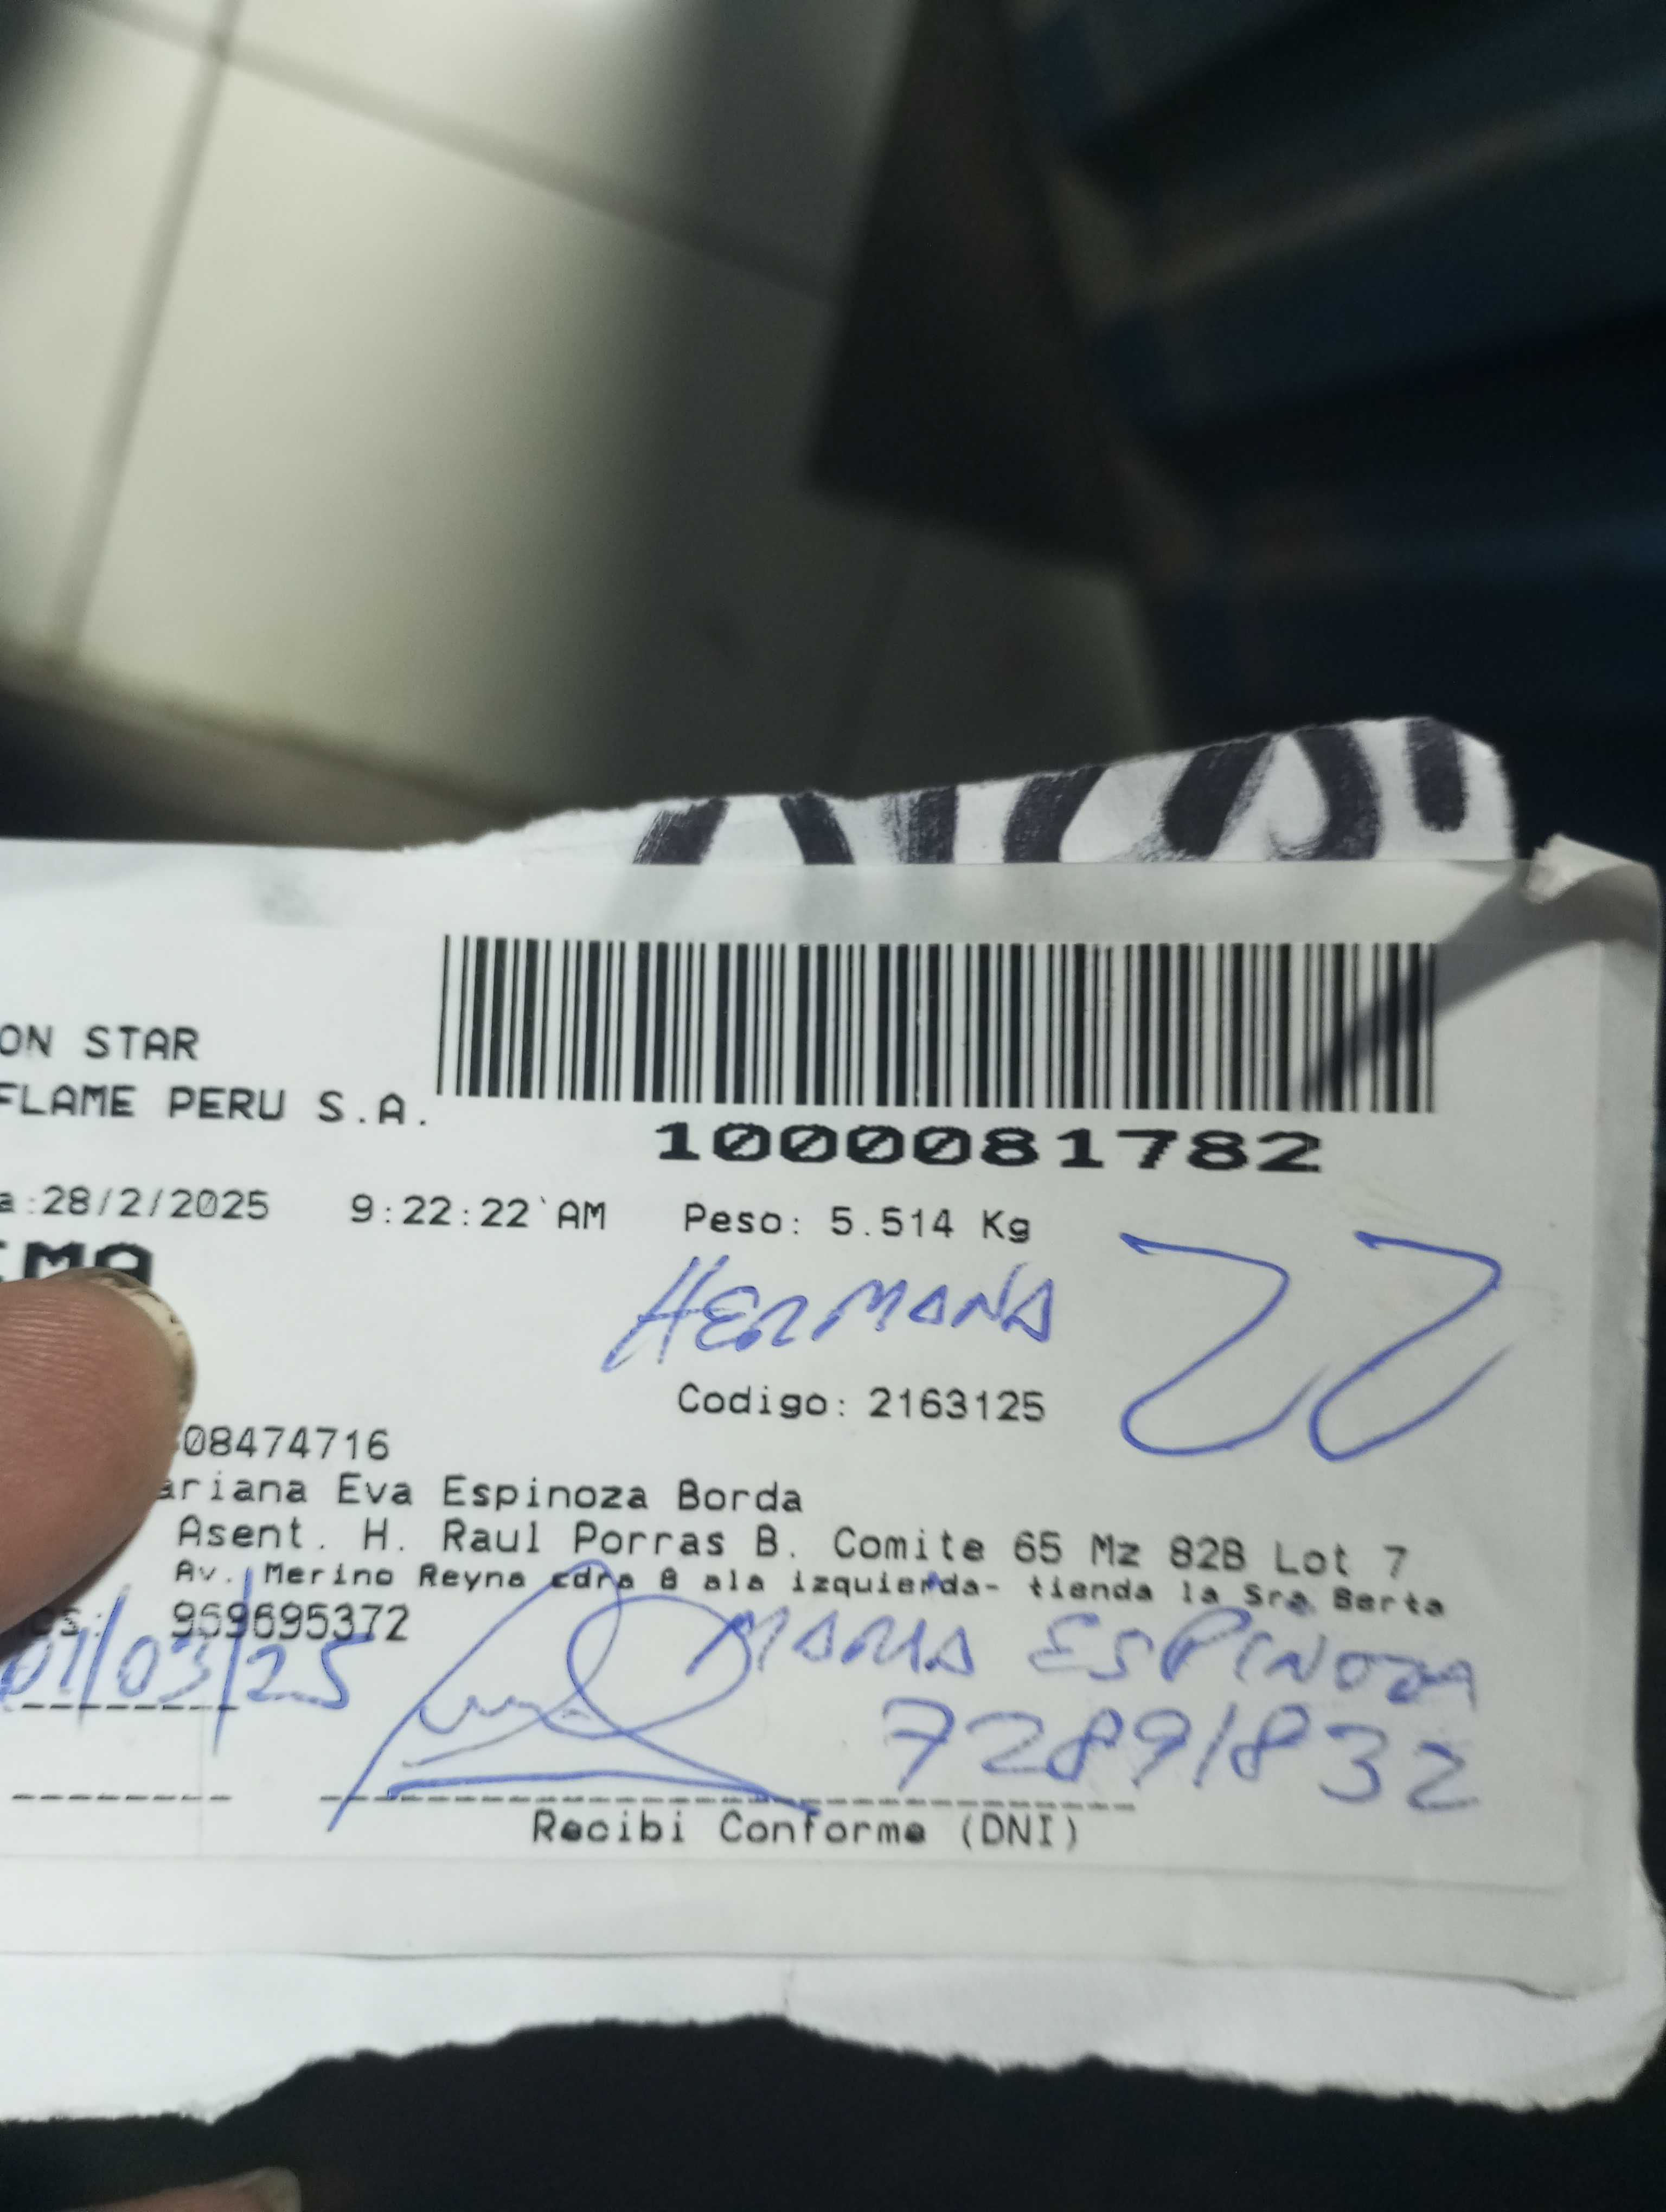 ON STAR
FLAME PERU S.A.
1000081782
a:28/2/2025 9:22:22 AM Peso: 5.514 Kg
HERMANA 22
Codigo: 2163125
08474716
ariana Eva Espinoza Borda
Asent. H. Raul Porras B. Comite 65 Mz 82B Lot 7
Av. Merino Reyna cdra 8 ala izquierda- tienda la Sra Berta
969695372
01/03/25 MARIA ESPINOZA
72891832
Recibi Conforme (DNI)